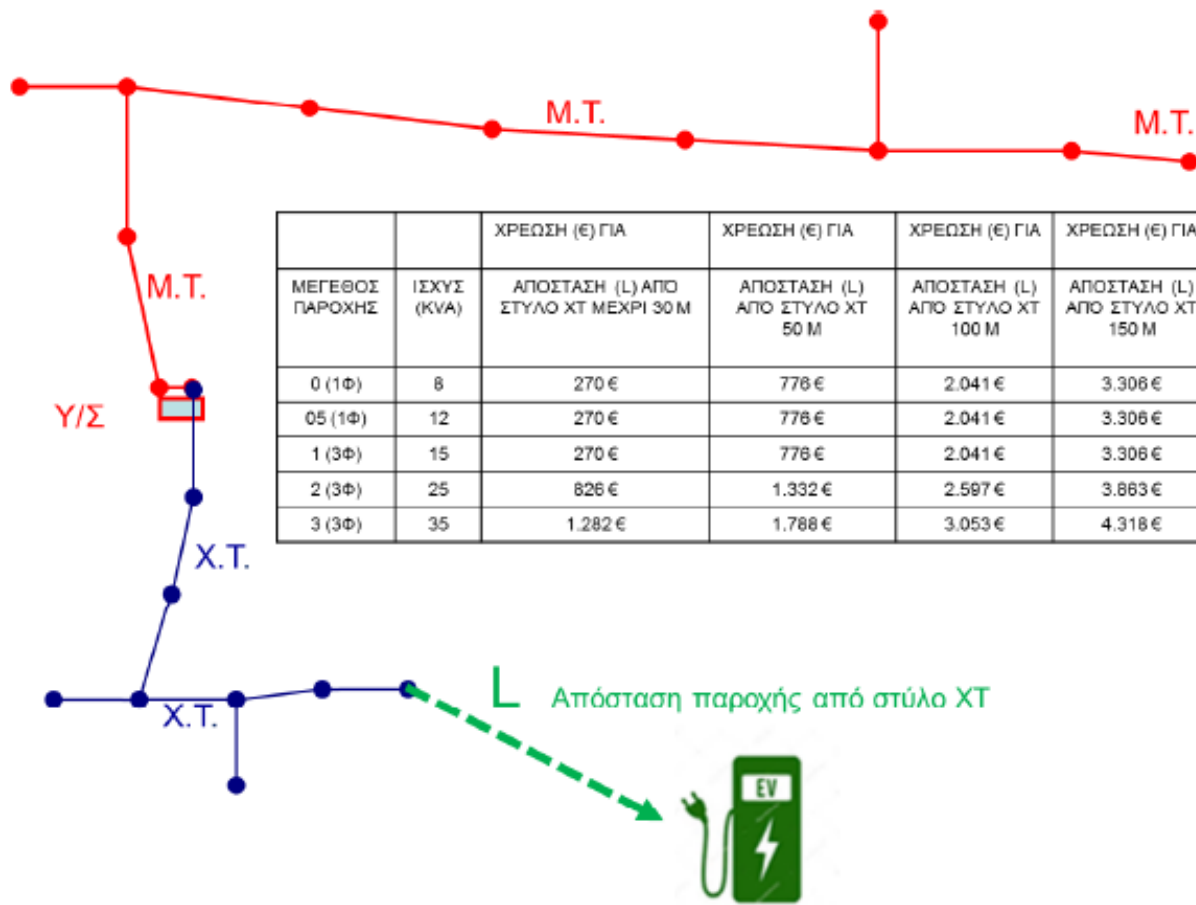 Μ.Τ.
Μ.Τ.
ΧΡΕΩΣΗ (€) ΓΙΑ
ΧΡΕΩΣΗ (€) ΓΙΑ
ΧΡΕΩΣΗ (€) ΓΙΑ
ΧΡΕΩΣΗ (€) ΓΙΑ
ΜΕΓΕΘΟΣ
ΠΑΡΟΧΗΣ
ΙΣΧΥΣ
(KVA)
ΑΠΟΣΤΑΣΗ (L) ΑΠΟ
ΣΤΥΛΟ ΧΤ ΜΕΧΡΙ 30 Μ
ΑΠΟΣΤΑΣΗ (L)
ΑΠΟ ΣΤΥΛΟ ΧΤ
50 Μ
ΑΠΟΣΤΑΣΗ (L)
ΑΠΟ ΣΤΥΛΟ ΧΤ
100 Μ
ΑΠΟΣΤΑΣΗ (L)
ΑΠΟ ΣΤΥΛΟ ΧΤ
150 Μ
0 (1Φ) 8 270 € 776 € 2.041 € 3.306 €
05 (1Φ) 12 270 € 776 € 2.041 € 3.306 €
1 (3Φ) 15 270 € 776 € 2.041 € 3.306 €
2 (3Φ) 25 826 € 1.332 € 2.597 € 3.863 €
3 (3Φ) 35 1.282 € 1.788 € 3.053 € 4.318 €
Μ.Τ.
Υ/Σ
Χ.Τ.
Χ.Τ.
L Απόσταση παροχής από στύλο ΧΤ
EV